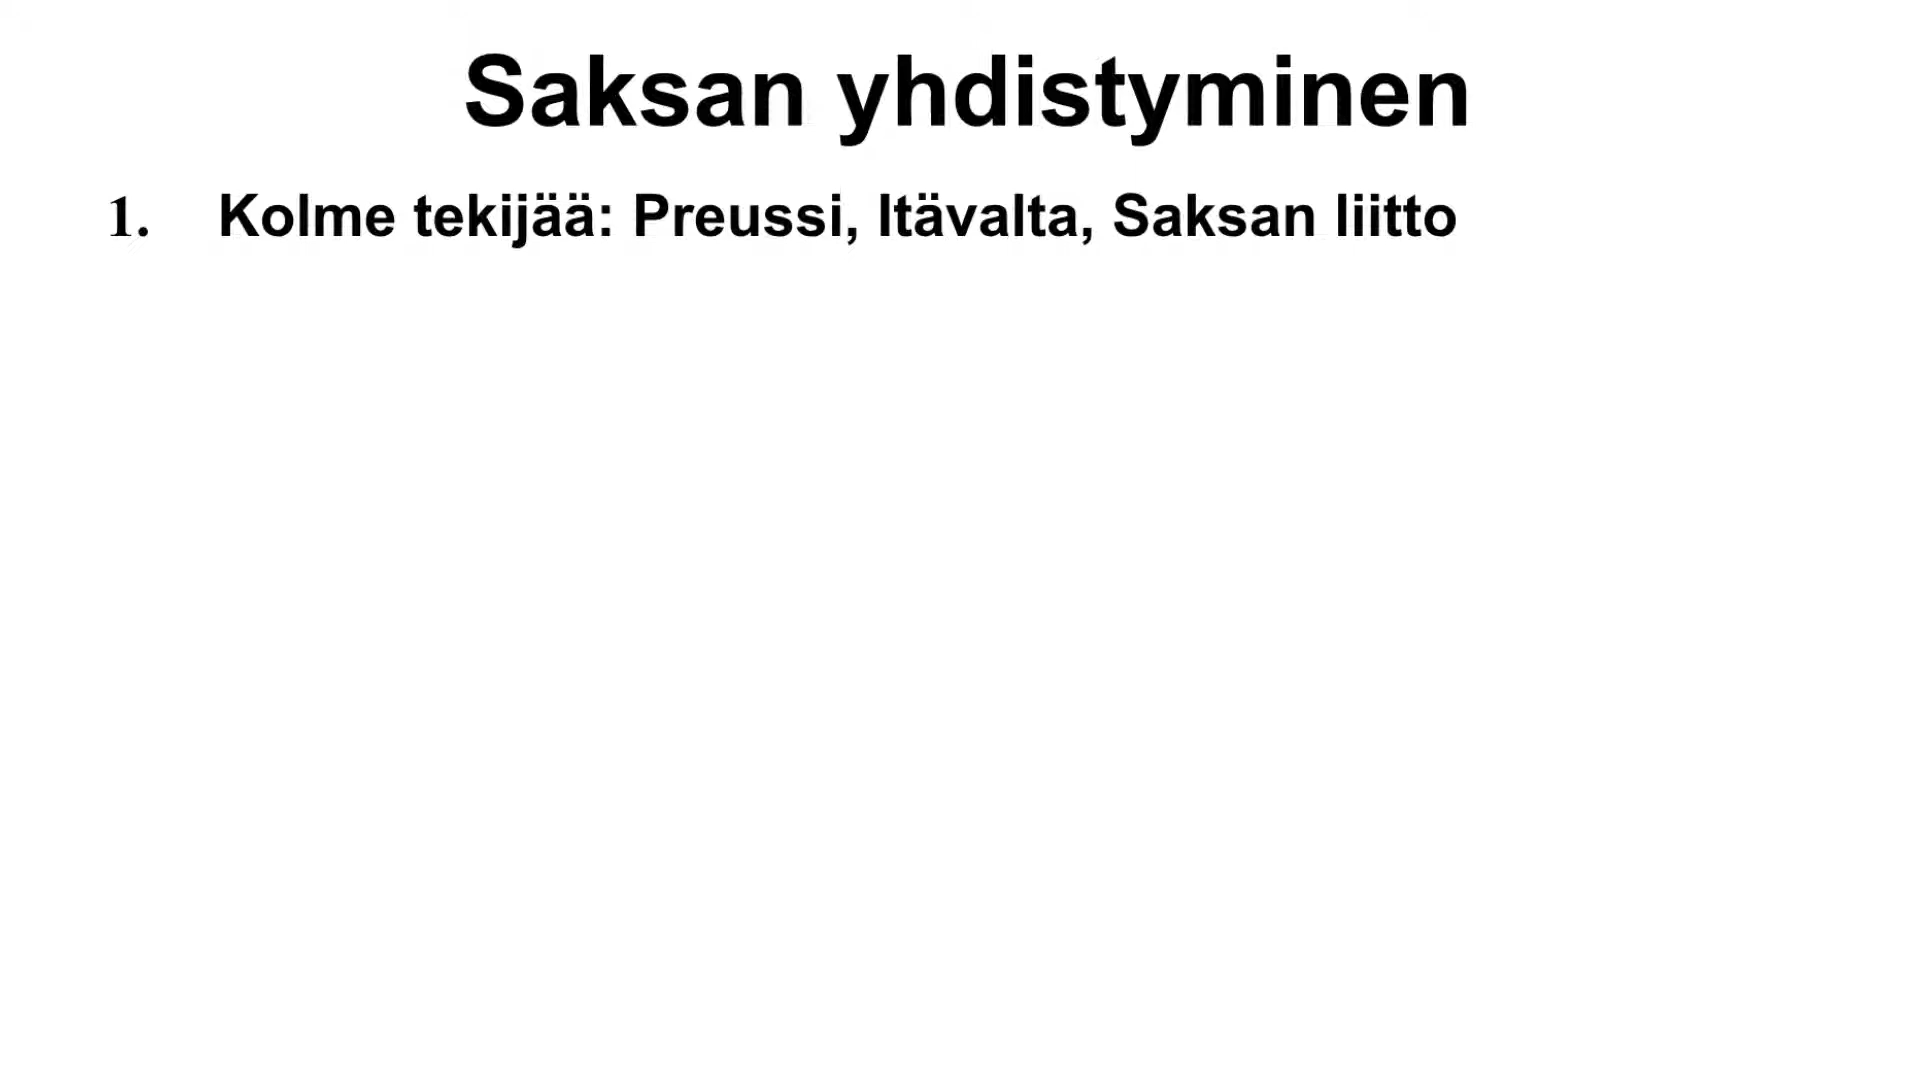 Saksan yhdistyminen
1. Kolme tekijää: Preussi, Itävalta, Saksan liitto